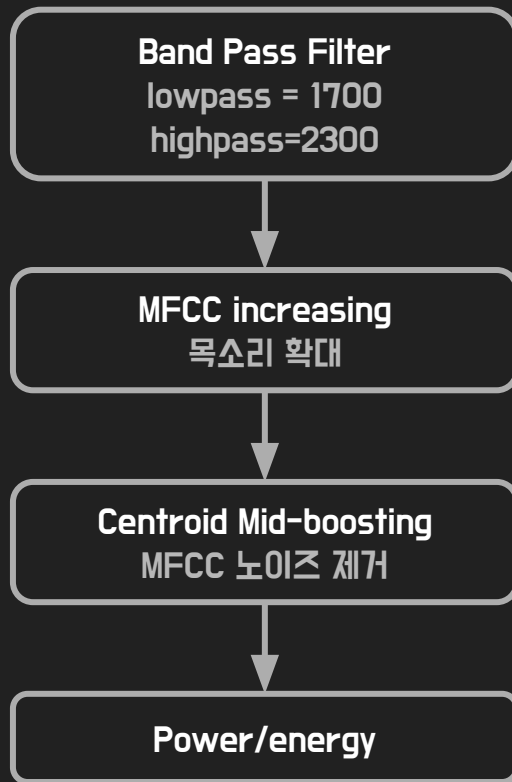 Band Pass Filter
lowpass = 1700
highpass=2300
MFCC increasing
목소리 확대
Centroid Mid-boosting
MFCC 노이즈 제거
Power/energy